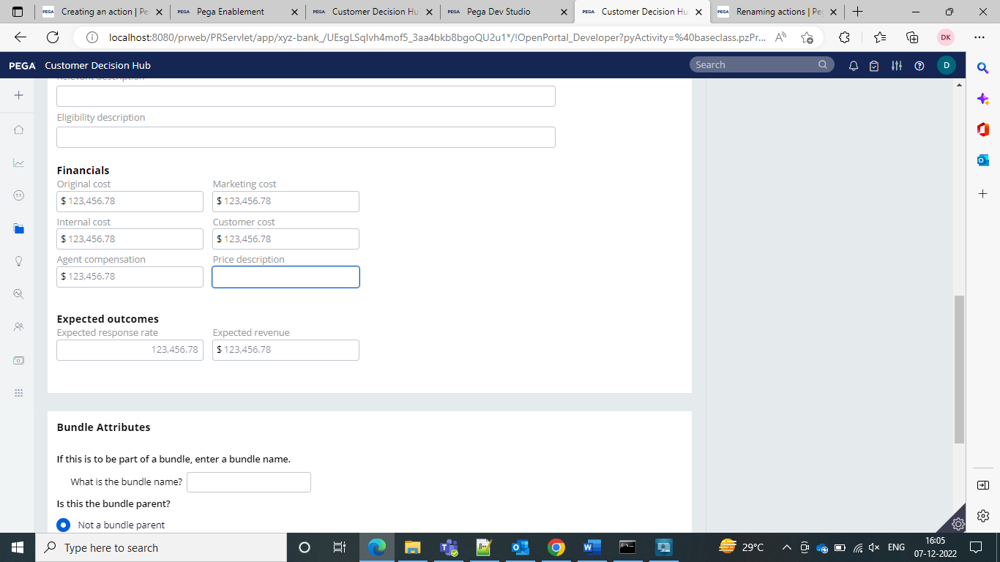 Creating an action | Pe
Pega Enablement
Customer Decision Hu
Pega Dev Studio
Customer Decision Hu
Renaming actions | Pe
localhost:8080/prweb/PRServlet/app/xyz-bank_/UEsgLSqlvh4mof5_3aa4bkb8bgoQU2u1*/!OpenPortal_Developer?pyActivity=%40baseclass.pzPr...
DK
PEGA Customer Decision Hub
Search
D
Relevant description
Eligibility description
Financials
Original cost Marketing cost
$ 123,456.78 $ 123,456.78
Internal cost Customer cost
$ 123,456.78 $ 123,456.78
Agent compensation Price description
$ 123,456.78
Expected outcomes
Expected response rate Expected revenue
123,456.78 $ 123,456.78
Bundle Attributes
If this is to be part of a bundle, enter a bundle name.
What is the bundle name?
Is this the bundle parent?
Not a bundle parent
Type here to search
29°C
ENG
16:05
07-12-2022